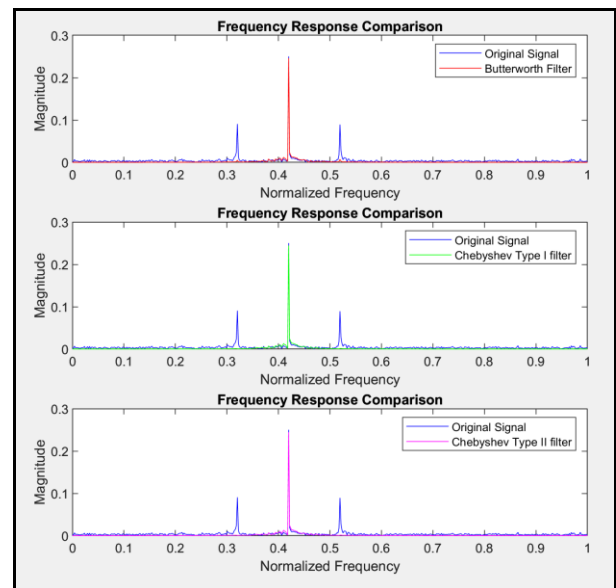 Frequency Response Comparison
0.3
0.2
0.1
0
Magnitude
Original Signal
Butterworth Filter
0 0.1 0.2 0.3 0.4 0.5 0.6 0.7 0.8 0.9 1
Normalized Frequency
Frequency Response Comparison
0.3
0.2
0.1
0
Magnitude
Original Signal
Chebyshev Type I filter
0 0.1 0.2 0.3 0.4 0.5 0.6 0.7 0.8 0.9 1
Normalized Frequency
Frequency Response Comparison
0.3
0.2
0.1
0
Magnitude
Original Signal
Chebyshev Type II filter
0 0.1 0.2 0.3 0.4 0.5 0.6 0.7 0.8 0.9 1
Normalized Frequency